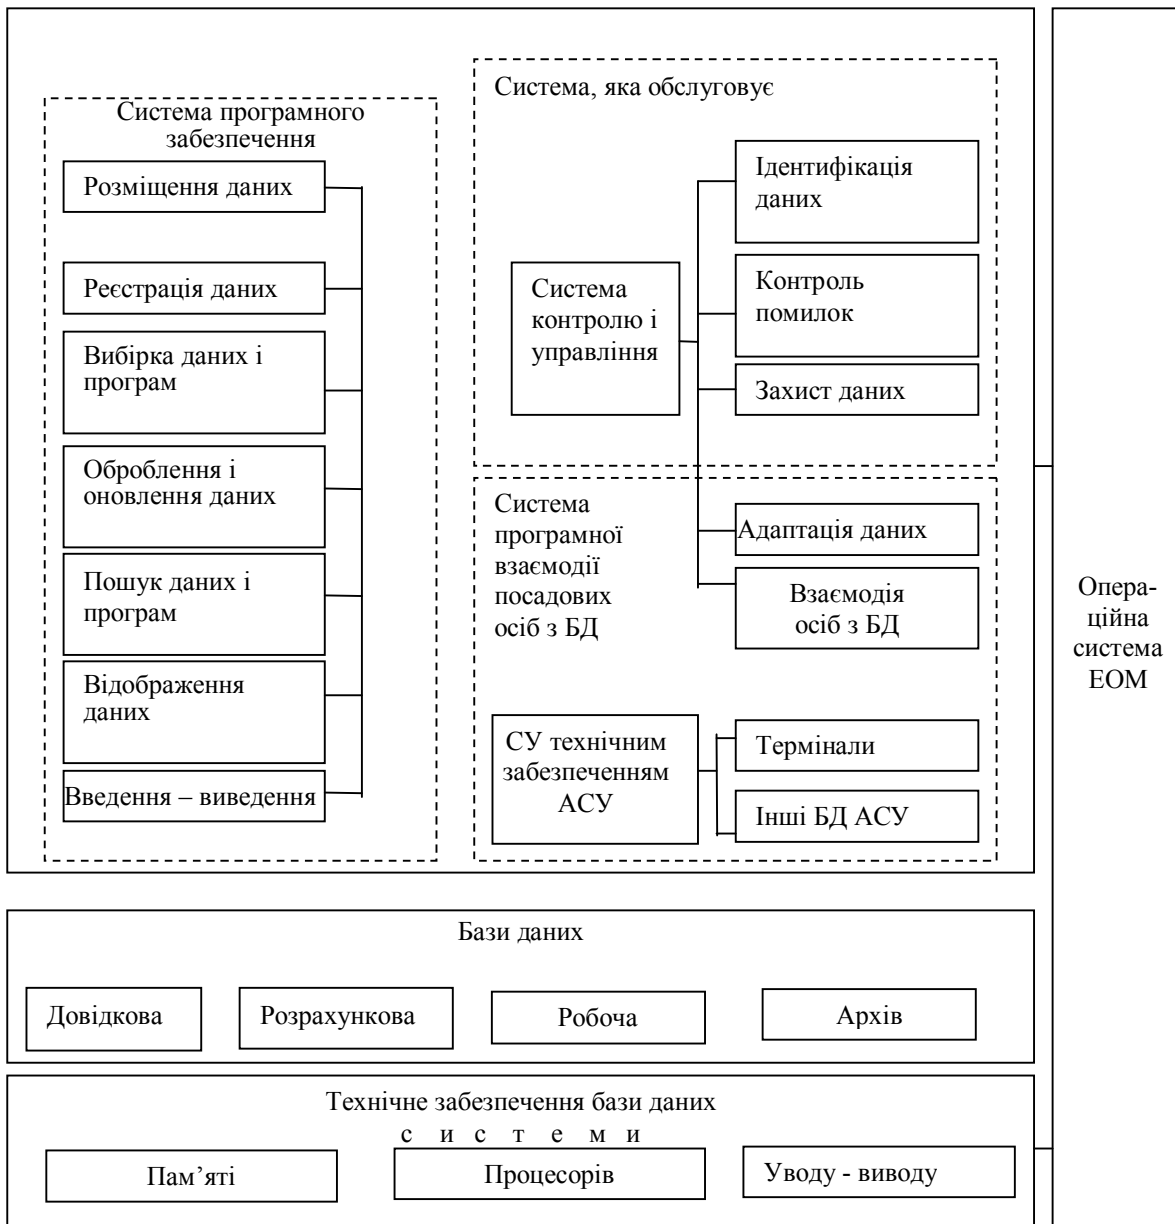 Система програмного
забезпечення
Розміщення даних
Реєстрація даних
Вибірка даних і
програм
Оброблення і
оновлення даних
Пошук даних і
програм
Відображення
даних
Введення – виведення
Система, яка обслуговує
Ідентифікація
даних
Система
контролю і
управління
Контроль
помилок
Захист даних
Система
програмної
взаємодії
посадових
осіб з БД
Адаптація даних
Взаємодія
осіб з БД
СУ технічним
забезпеченням
АСУ
Термінали
Інші БД АСУ
Опера-
ційна
система
ЕОМ
Бази даних
Довідкова
Розрахункова
Робоча
Архів
Технічне забезпечення бази даних
с и с т е м и
Пам’яті
Процесорів
Уводу - виводу